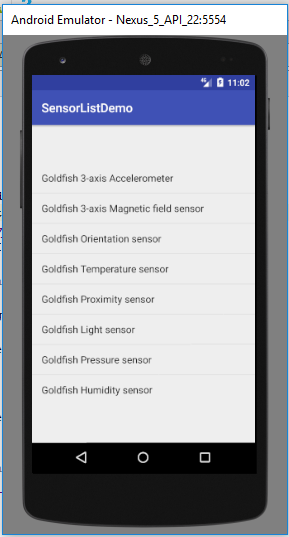 Android Emulator - Nexus_5_API_22:5554
4G 11:02
SensorListDemo
Goldfish 3-axis Accelerometer
Goldfish 3-axis Magnetic field sensor
Goldfish Orientation sensor
Goldfish Temperature sensor
Goldfish Proximity sensor
Goldfish Light sensor
Goldfish Pressure sensor
Goldfish Humidity sensor